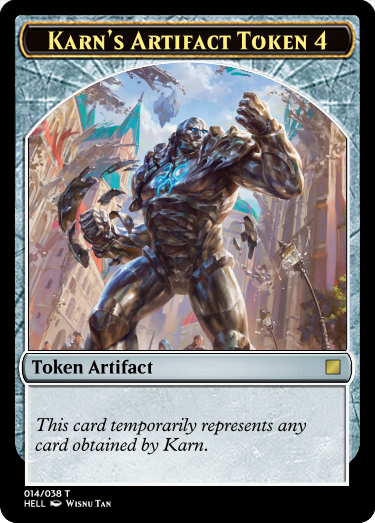 Karn's Artifact Token 4
Token Artifact
This card temporarily represents any
card obtained by Karn.
014/038 T
HELL Wisnu Tan